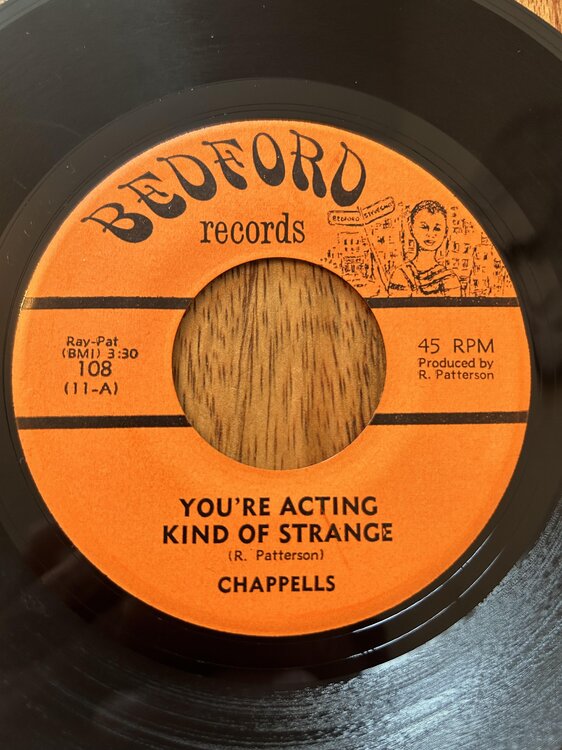 BEDFORD
records
BEDFORD
Ray-Pat
(BMI) 3:30
108
(11-A)
45 RPM
Produced by
R. Patterson
YOU'RE ACTING
KIND OF STRANGE
(R. Patterson)
CHAPPELLS